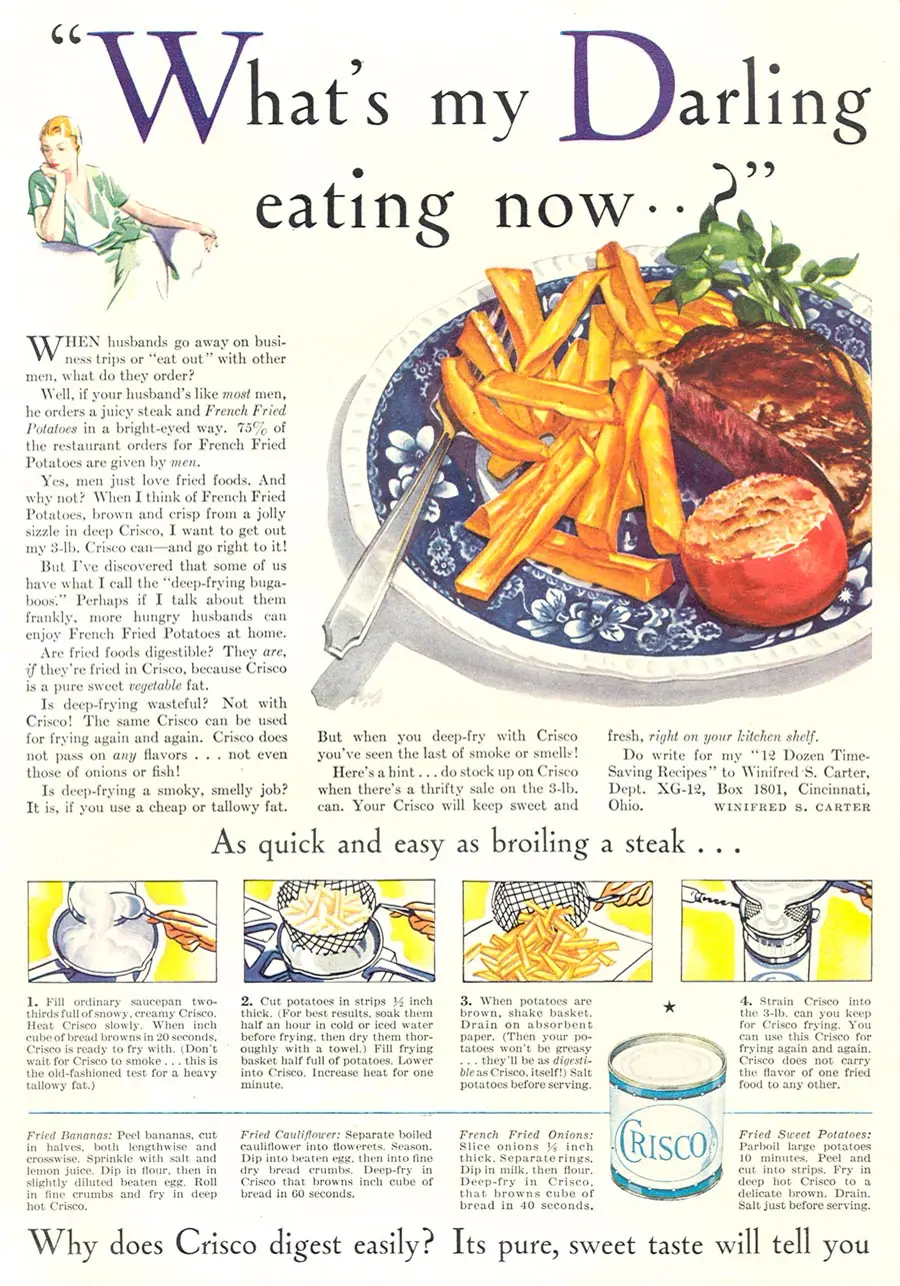 “What's my Darling
eating now · · ?”
WHEN husbands go away on busi-
ness trips or “eat out” with other
men, what do they order?
Well, if your husband's like most men,
he orders a juicy steak and French Fried
Potatoes in a bright-eyed way. 75% of
the restaurant orders for French Fried
Potatoes are given by men.
Yes, men just love fried foods. And
why not? When I think of French Fried
Potatoes, brown and crisp from a jolly
sizzle in deep Crisco, I want to get out
my 3-lb. Crisco can—and go right to it!
But I've discovered that some of us
have what I call the “deep-frying buga-
boos.” Perhaps if I talk about them
frankly, more hungry husbands can
enjoy French Fried Potatoes at home.
Are fried foods digestible? They are,
if they're fried in Crisco, because Crisco
is a pure sweet vegetable fat.
Is deep-frying wasteful? Not with
Crisco! The same Crisco can be used
for frying again and again. Crisco does
not pass on any flavors . . . not even
those of onions or fish!
Is deep-frying a smoky, smelly job?
It is, if you use a cheap or tallowy fat.
But when you deep-fry with Crisco
you've seen the last of smoke or smells!
Here's a hint . . . do stock up on Crisco
when there's a thrifty sale on the 3-lb.
can. Your Crisco will keep sweet and
fresh, right on your kitchen shelf.
Do write for my “12 Dozen Time-
Saving Recipes” to Winifred S. Carter,
Dept. XG-12, Box 1801, Cincinnati,
Ohio. WINIFRED S. CARTER
As quick and easy as broiling a steak . . .
1. Fill ordinary saucepan two-
thirds full of snowy, creamy Crisco.
Heat Crisco slowly. When inch
cube of bread browns in 20 seconds,
Crisco is ready to fry with. (Don't
wait for Crisco to smoke . . . this is
the old-fashioned test for a heavy
tallowy fat.)
2. Cut potatoes in strips ½ inch
thick. (For best results, soak them
half an hour in cold or iced water
before frying, then dry them thor-
oughly with a towel.) Fill frying
basket half full of potatoes. Lower
into Crisco. Increase heat for one
minute.
3. When potatoes are
brown, shake basket.
Drain on absorbent
paper. (Then your po-
tatoes won't be greasy
. . . they'll be as digesti-
ble as Crisco, itself!) Salt
potatoes before serving.
4. Strain Crisco into
the 3-lb. can you keep
for Crisco frying. You
can use this Crisco for
frying again and again.
Crisco does not carry
the flavor of one fried
food to any other.
Fried Bananas: Peel bananas, cut
in halves, both lengthwise and
crosswise. Sprinkle with salt and
lemon juice. Dip in flour, then in
slightly diluted beaten egg. Roll
in fine crumbs and fry in deep
hot Crisco.
Fried Cauliflower: Separate boiled
cauliflower into flowerets. Season.
Dip into beaten egg, then into fine
dry bread crumbs. Deep-fry in
Crisco that browns inch cube of
bread in 60 seconds.
French Fried Onions:
Slice onions ⅛ inch
thick. Separate rings.
Dip in milk, then flour.
Deep-fry in Crisco,
that browns cube of
bread in 40 seconds.
CRISCO
Fried Sweet Potatoes:
Parboil large potatoes
10 minutes. Peel and
cut into strips. Fry in
deep hot Crisco to a
delicate brown. Drain.
Salt just before serving.
Why does Crisco digest easily? Its pure, sweet taste will tell you